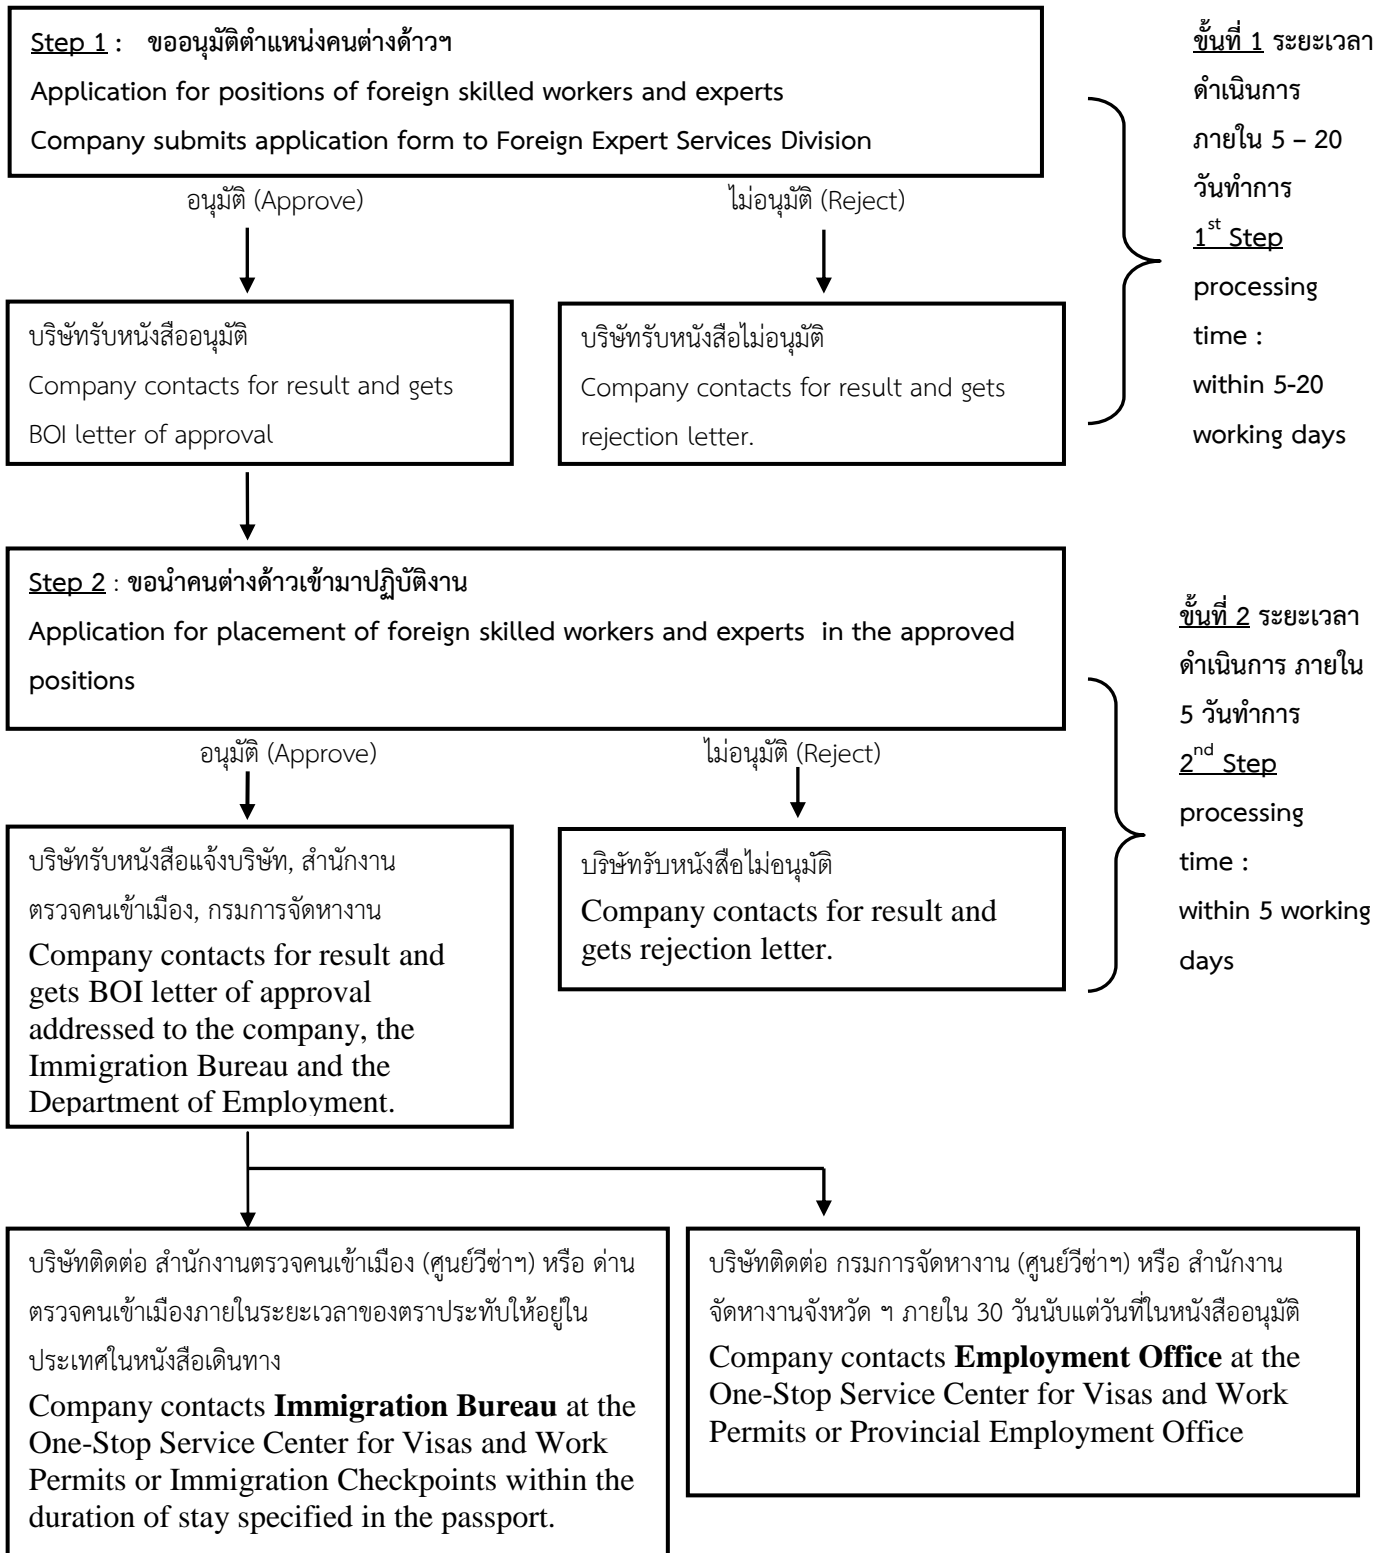 Step 1 : ขออนุมัติตำแหน่งคนต่างด้าวฯ
Application for positions of foreign skilled workers and experts
Company submits application form to Foreign Expert Services Division
ขั้นที่ 1 ระยะเวลา
ดำเนินการ
ภายใน 5 – 20
วันทำการ
1st Step
processing
time :
within 5-20
working days
อนุมัติ (Approve)
ไม่อนุมัติ (Reject)
บริษัทรับหนังสืออนุมัติ
Company contacts for result and gets
BOI letter of approval
บริษัทรับหนังสือไม่อนุมัติ
Company contacts for result and gets
rejection letter.
Step 2 : ขอนำคนต่างด้าวเข้ามาปฏิบัติงาน
Application for placement of foreign skilled workers and experts in the approved
positions
ขั้นที่ 2 ระยะเวลา
ดำเนินการ ภายใน
5 วันทำการ
2nd Step
processing
time :
within 5 working
days
อนุมัติ (Approve)
ไม่อนุมัติ (Reject)
บริษัทรับหนังสือแจ้งบริษัท, สำนักงาน
ตรวจคนเข้าเมือง, กรมการจัดหางาน
Company contacts for result and
gets BOI letter of approval
addressed to the company, the
Immigration Bureau and the
Department of Employment.
บริษัทรับหนังสือไม่อนุมัติ
Company contacts for result and
gets rejection letter.
บริษัทติดต่อ สำนักงานตรวจคนเข้าเมือง (ศูนย์วีซ่าฯ) หรือ ด่าน
ตรวจคนเข้าเมืองภายในระยะเวลาของตราประทับให้อยู่ใน
ประเทศในหนังสือเดินทาง
Company contacts Immigration Bureau at the
One-Stop Service Center for Visas and Work
Permits or Immigration Checkpoints within the
duration of stay specified in the passport.
บริษัทติดต่อ กรมการจัดหางาน (ศูนย์วีซ่าฯ) หรือ สำนักงาน
จัดหางานจังหวัด ฯ ภายใน 30 วันนับแต่วันที่ในหนังสืออนุมัติ
Company contacts Employment Office at the
One-Stop Service Center for Visas and Work
Permits or Provincial Employment Office